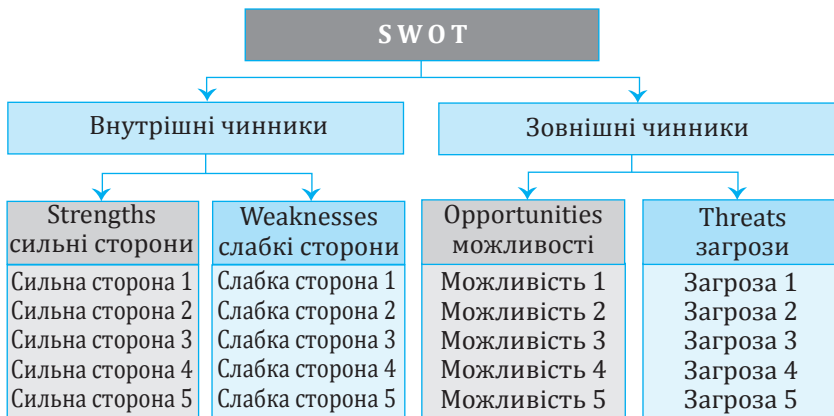 SWOT
Внутрішні чинники
Зовнішні чинники
Strengths
сильні сторони
Сильна сторона 1
Сильна сторона 2
Сильна сторона 3
Сильна сторона 4
Сильна сторона 5
Weaknesses
слабкі сторони
Слабка сторона 1
Слабка сторона 2
Слабка сторона 3
Слабка сторона 4
Слабка сторона 5
Opportunities
можливості
Можливість 1
Можливість 2
Можливість 3
Можливість 4
Можливість 5
Threats
загрози
Загроза 1
Загроза 2
Загроза 3
Загроза 4
Загроза 5